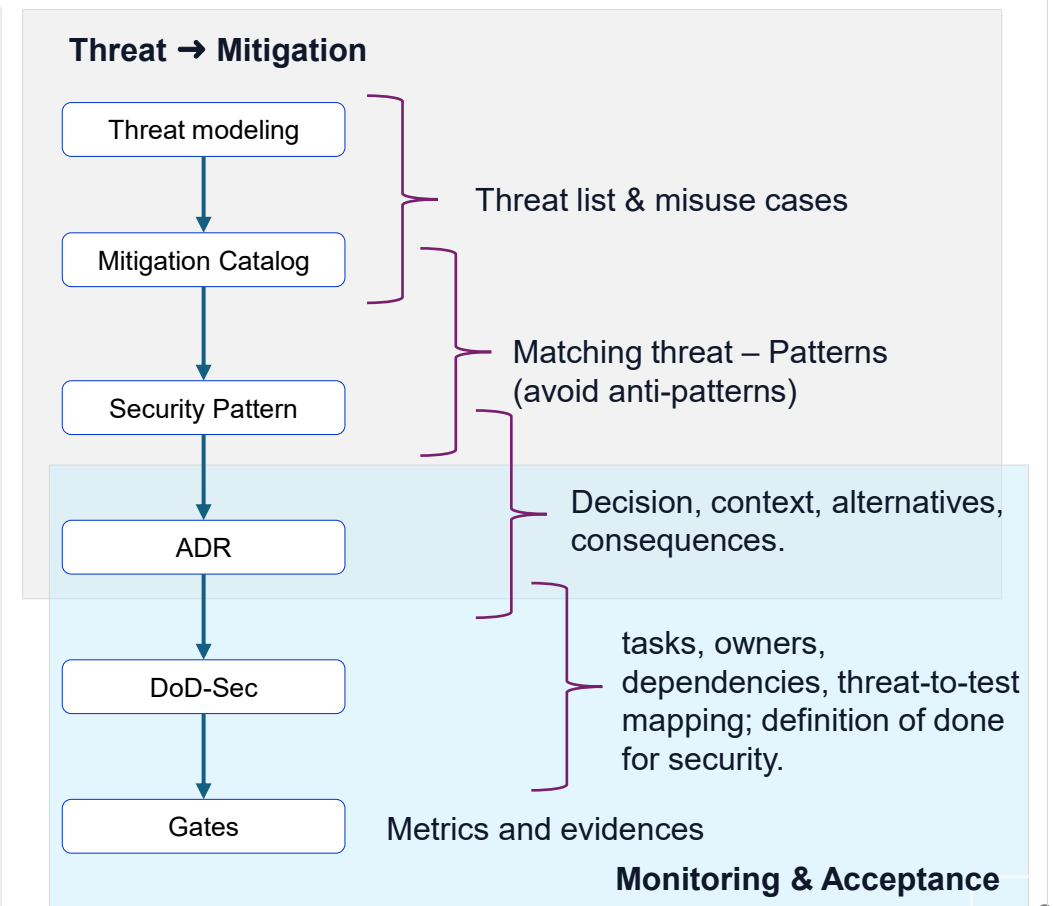 Threat ➜ Mitigation
Threat modeling
Threat list & misuse cases
Mitigation Catalog
Matching threat – Patterns
(avoid anti-patterns)
Security Pattern
Decision, context, alternatives,
consequences.
ADR
tasks, owners,
dependencies, threat-to-test
mapping; definition of done
for security.
DoD-Sec
Gates
Metrics and evidences
Monitoring & Acceptance